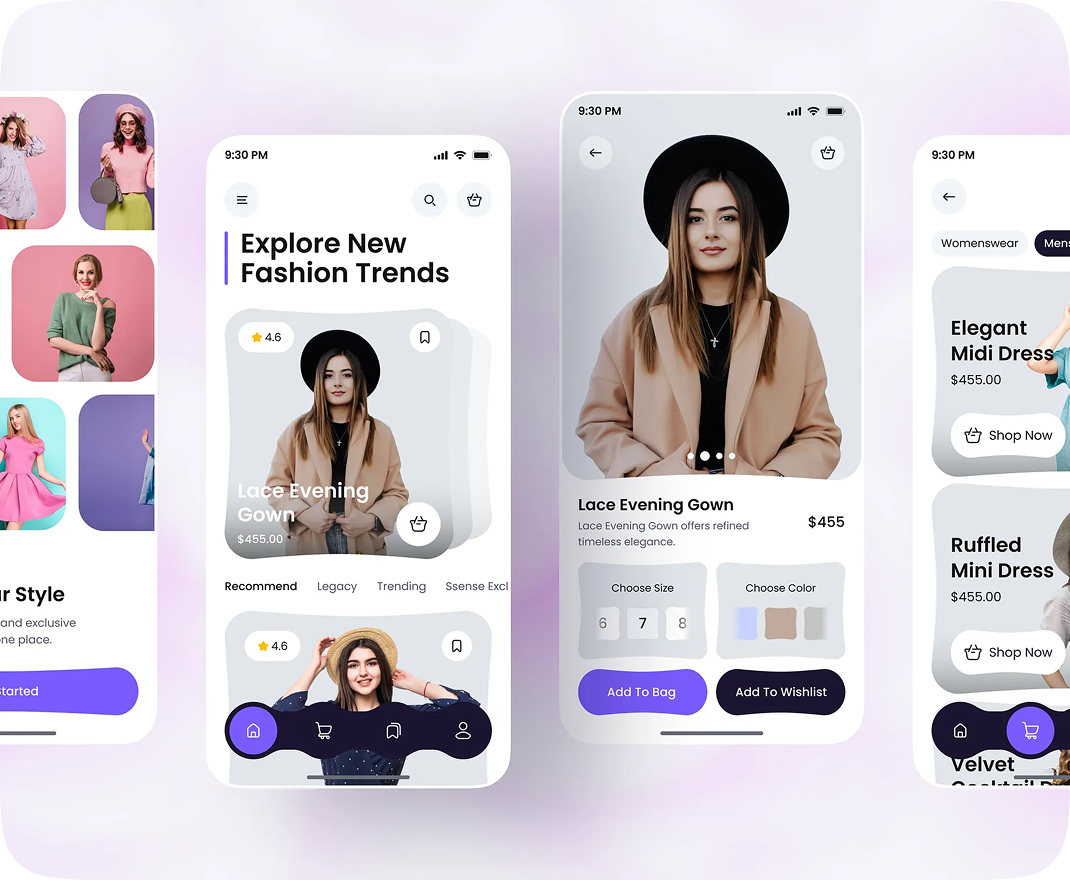 r Style
and exclusive
ne place.
Started
9:30 PM
Explore New
Fashion Trends
4.6
Lace Evening
Gown
$455.00
Recommend Legacy Trending Ssense Excl
4.6
9:30 PM
Lace Evening Gown
$455
Lace Evening Gown offers refined
timeless elegance.
Choose Size
6 7 8
Choose Color
Add To Bag
Add To Wishlist
9:30 PM
Womenswear Mens
Elegant
Midi Dress
$455.00
Shop Now
Ruffled
Mini Dress
$455.00
Shop Now
Velvet
Cocktail D